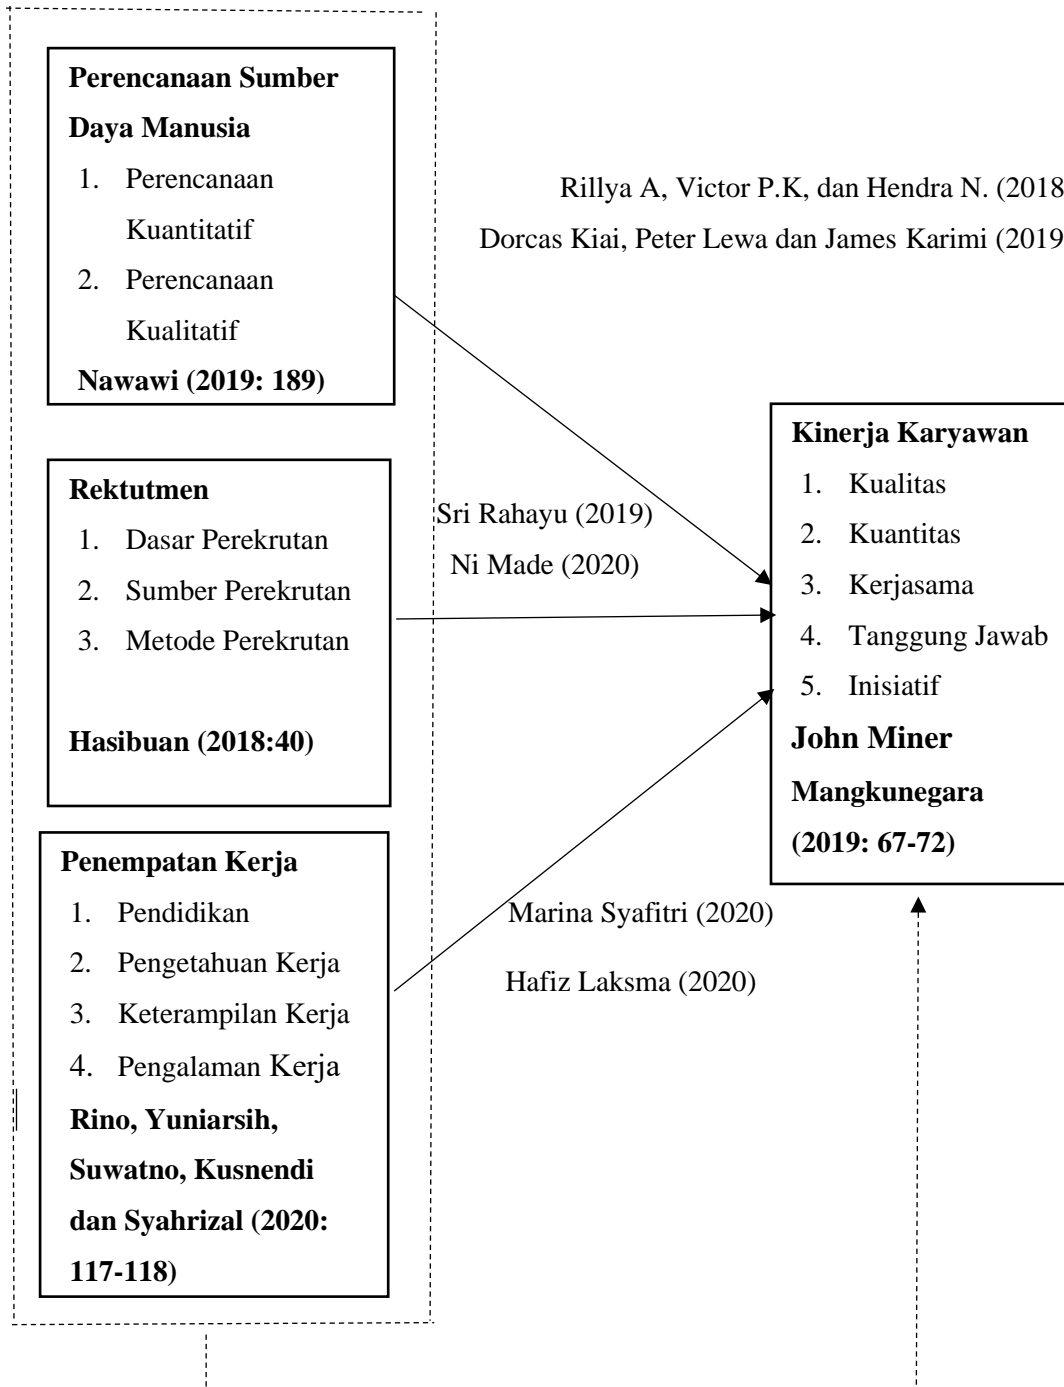 Perencanaan Sumber
Daya Manusia
1. Perencanaan
Kuantitatif
2. Perencanaan
Kualitatif
Nawawi (2019: 189)
Rillya A, Victor P.K, dan Hendra N. (2018
Dorcas Kiai, Peter Lewa dan James Karimi (2019
Rektutmen
1. Dasar Perekrutan
2. Sumber Perekrutan
3. Metode Perekrutan
Hasibuan (2018:40)
Sri Rahayu (2019)
Ni Made (2020)
Kinerja Karyawan
1. Kualitas
2. Kuantitas
3. Kerjasama
4. Tanggung Jawab
5. Inisiatif
John Miner
Mangkunegara
(2019: 67-72)
Penempatan Kerja
1. Pendidikan
2. Pengetahuan Kerja
3. Keterampilan Kerja
4. Pengalaman Kerja
Rino, Yuniarsih,
Suwatno, Kusnendi
dan Syahrizal (2020:
117-118)
Marina Syafitri (2020)
Hafiz Laksma (2020)